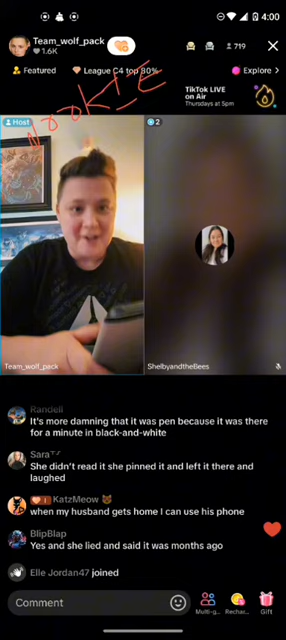 4:00
Team_wolf_pack
1.6K
719
Featured
League C4 top 80%
Explore >
TikTok LIVE
on Air
Thursdays at 5pm
Host
2
Team_wolf_pack
ShelbyandtheBees
Randell
It's more damning that it was pen because it was there
for a minute in black-and-white
Sara
She didn't read it she pinned it and left it there and
laughed
KatzMeow
when my husband gets home I can use his phone
BlipBlap
Yes and she lied and said it was months ago
Elle Jordan47 joined
Comment
Multi-g...
Rechar...
Gift